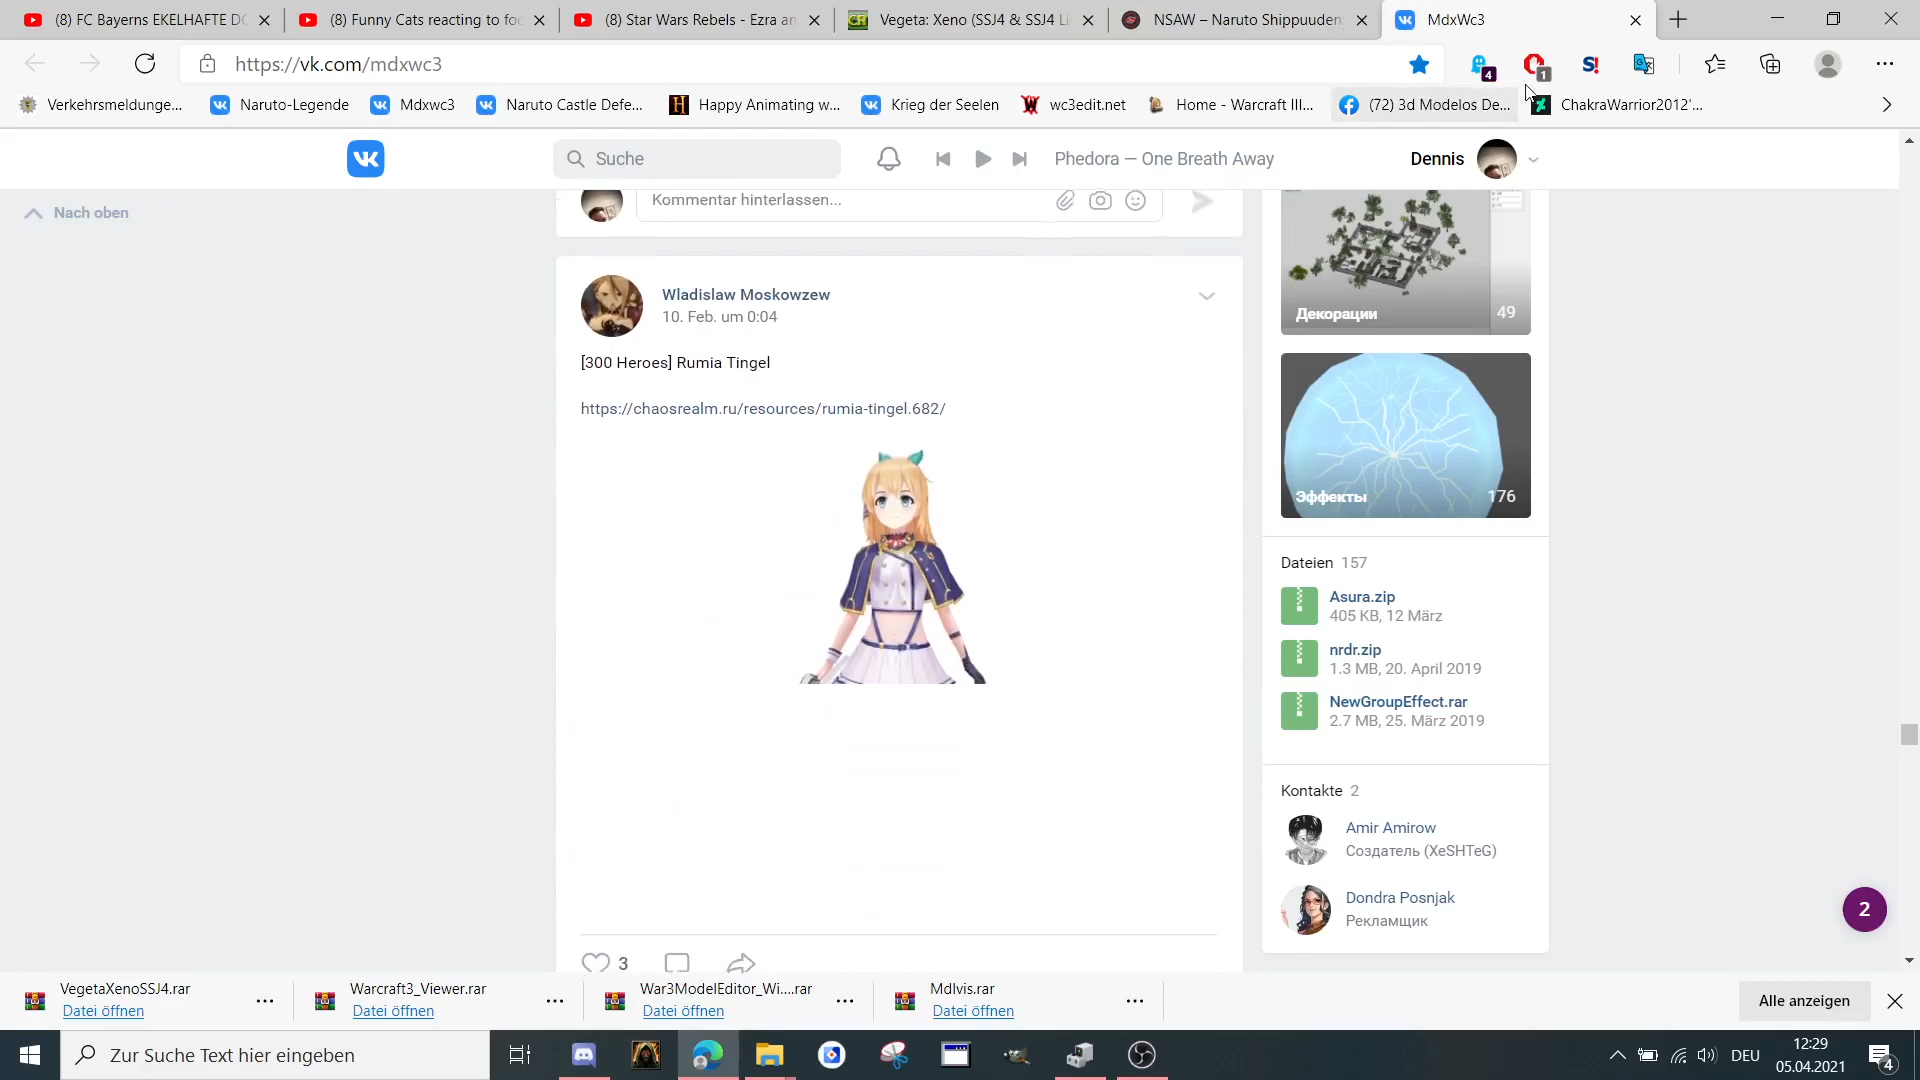 (8) FC Bayerns EKELHAFTE DO
(8) Funny Cats reacting to foo
(8) Star Wars Rebels - Ezra an
Vegeta: Xeno (SSJ4 & SSJ4 Li
NSAW – Naruto Shippuuden
MdxWc3
https://vk.com/mdxwc3
4
1
S!
Verkehrsmeldunge...
Naruto-Legende
Mdxwc3
Naruto Castle Defe...
Happy Animating w...
Krieg der Seelen
wc3edit.net
Home - Warcraft III...
(72) 3d Modelos De...
ChakraWarrior2012'...
Suche
Phedora — One Breath Away
Dennis
Nach oben
Kommentar hinterlassen...
Wladislaw Moskowzew
10. Feb. um 0:04
[300 Heroes] Rumia Tingel
https://chaosrealm.ru/resources/rumia-tingel.682/
3
Декорации 49
Эффекты 176
Dateien 157
Asura.zip
405 KB, 12 März
nrdr.zip
1.3 MB, 20. April 2019
NewGroupEffect.rar
2.7 MB, 25. März 2019
Kontakte 2
Amir Amirow
Создатель (XeSHTeG)
Dondra Posnjak
Рекламщик
2
VegetaXenoSSJ4.rar
Datei öffnen
Warcraft3_Viewer.rar
Datei öffnen
War3ModelEditor_Wi....rar
Datei öffnen
Mdlvis.rar
Datei öffnen
Alle anzeigen
Zur Suche Text hier eingeben
DEU
12:29
05.04.2021
4